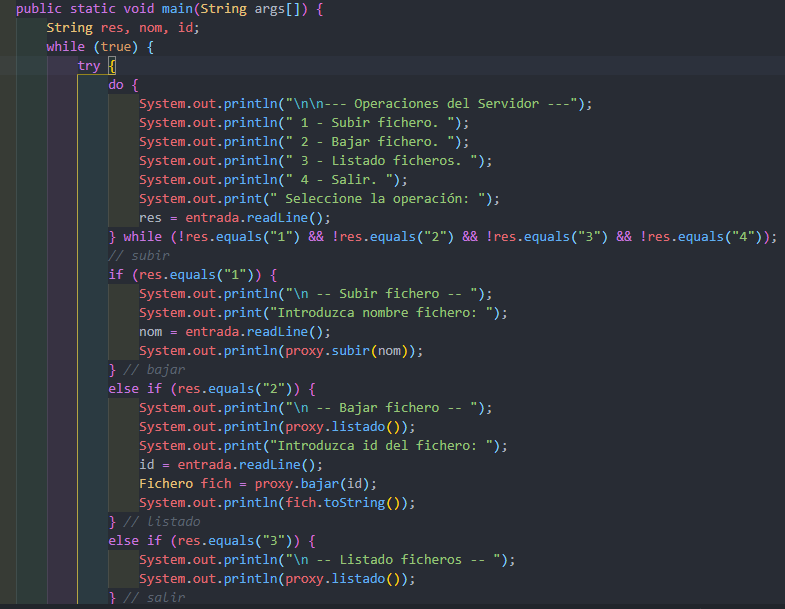 public static void main(String args[]) {
String res, nom, id;
while (true) {
try {
do {
System.out.println("\n\n--- Operaciones del Servidor ---");
System.out.println(" 1 - Subir fichero. ");
System.out.println(" 2 - Bajar fichero. ");
System.out.println(" 3 - Listado ficheros. ");
System.out.println(" 4 - Salir. ");
System.out.print(" Seleccione la operación: ");
res = entrada.readLine();
} while (!res.equals("1") && !res.equals("2") && !res.equals("3") && !res.equals("4"));
// subir
if (res.equals("1")) {
System.out.println("\n -- Subir fichero -- ");
System.out.print("Introduzca nombre fichero: ");
nom = entrada.readLine();
System.out.println(proxy.subir(nom));
} // bajar
else if (res.equals("2")) {
System.out.println("\n -- Bajar fichero -- ");
System.out.println(proxy.listado());
System.out.print("Introduzca id del fichero: ");
id = entrada.readLine();
Fichero fich = proxy.bajar(id);
System.out.println(fich.toString());
} // listado
else if (res.equals("3")) {
System.out.println("\n -- Listado ficheros -- ");
System.out.println(proxy.listado());
} // salir